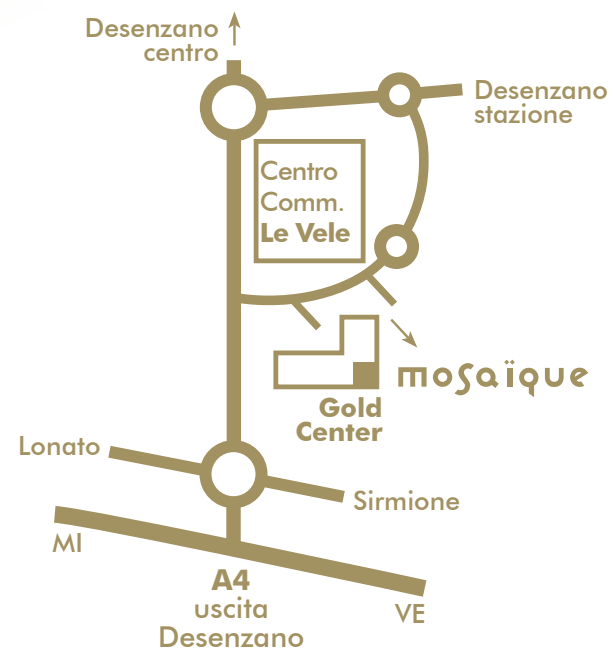 Desenzano
centro
Desenzano
stazione
Centro
Comm.
Le Vele
mosaïque
Gold
Center
Lonato
Sirmione
MI
A4
uscita
Desenzano
VE